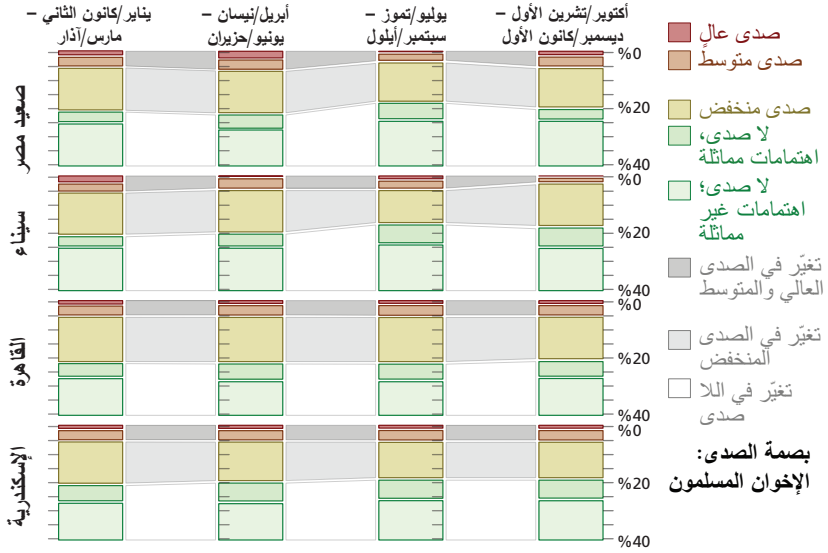 يناير/كانون الثاني –
مارس/آذار
أبريل/نيسان –
يونيو/حزيران
يوليو/تموز –
سبتمبر/أيلول
أكتوبر/تشرين الأول –
ديسمبر/كانون الأول
صعيد مصر
%0
%20
%40
سيناء
%0
%20
%40
القاهرة
%0
%20
%40
الإسكندرية
%0
%20
%40
صدى عالٍ
صدى متوسط
صدى منخفض
لا صدى،
اهتمامات مماثلة
لا صدى؛
اهتمامات غير
مماثلة
تغيّر في الصدى
العالي والمتوسط
تغيّر في الصدى
المنخفض
تغيّر في اللا
صدى
بصمة الصدى:
الإخوان المسلمون